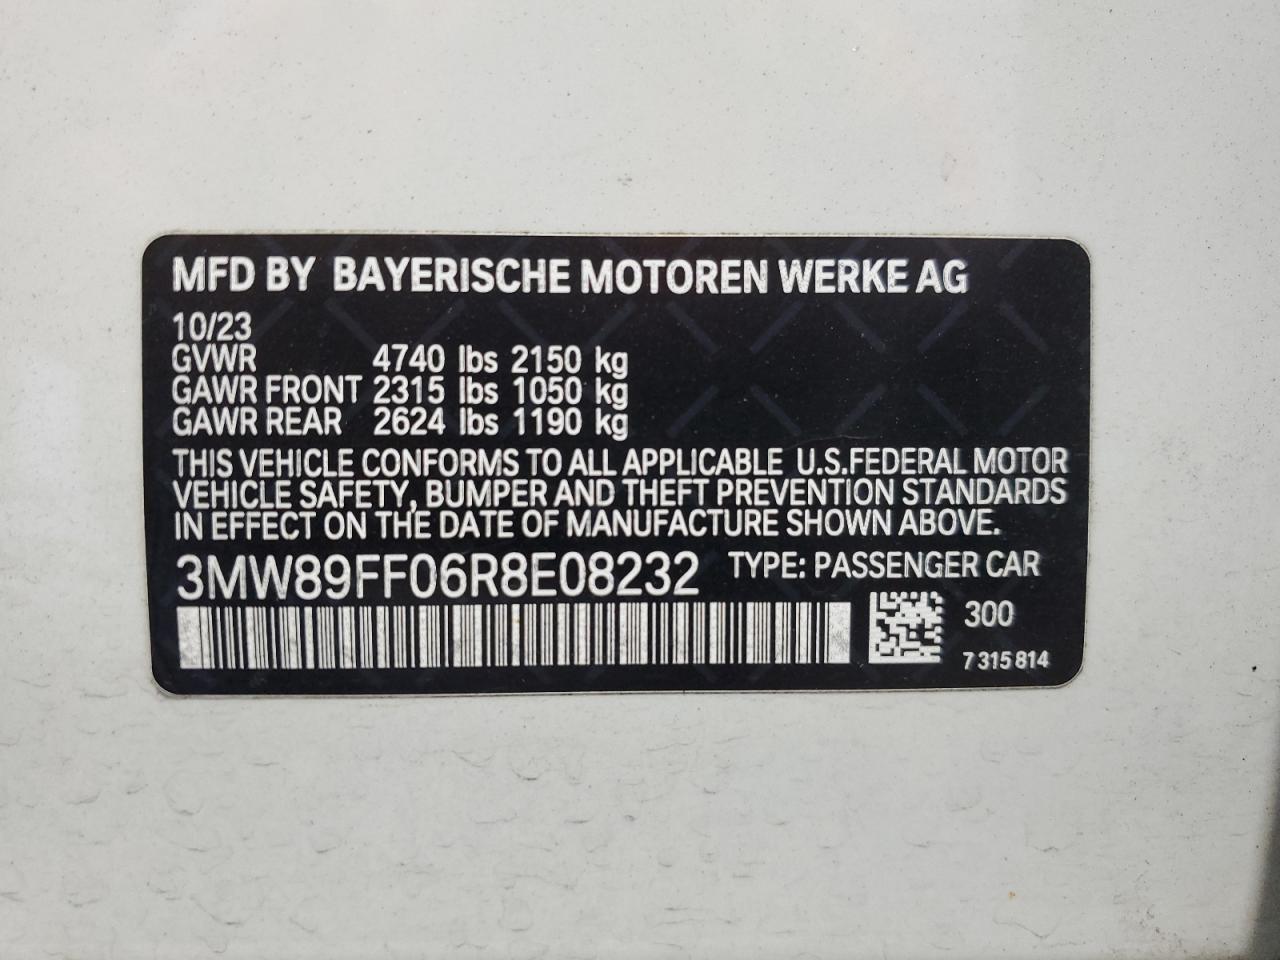 MFD BY BAYERISCHE MOTOREN WERKE AG
10/23
GVWR 4740 lbs 2150 kg
GAWR FRONT 2315 lbs 1050 kg
GAWR REAR 2624 lbs 1190 kg
THIS VEHICLE CONFORMS TO ALL APPLICABLE U.S.FEDERAL MOTOR
VEHICLE SAFETY, BUMPER AND THEFT PREVENTION STANDARDS
IN EFFECT ON THE DATE OF MANUFACTURE SHOWN ABOVE.
3MW89FF06R8E08232 TYPE: PASSENGER CAR
300
7 315 814